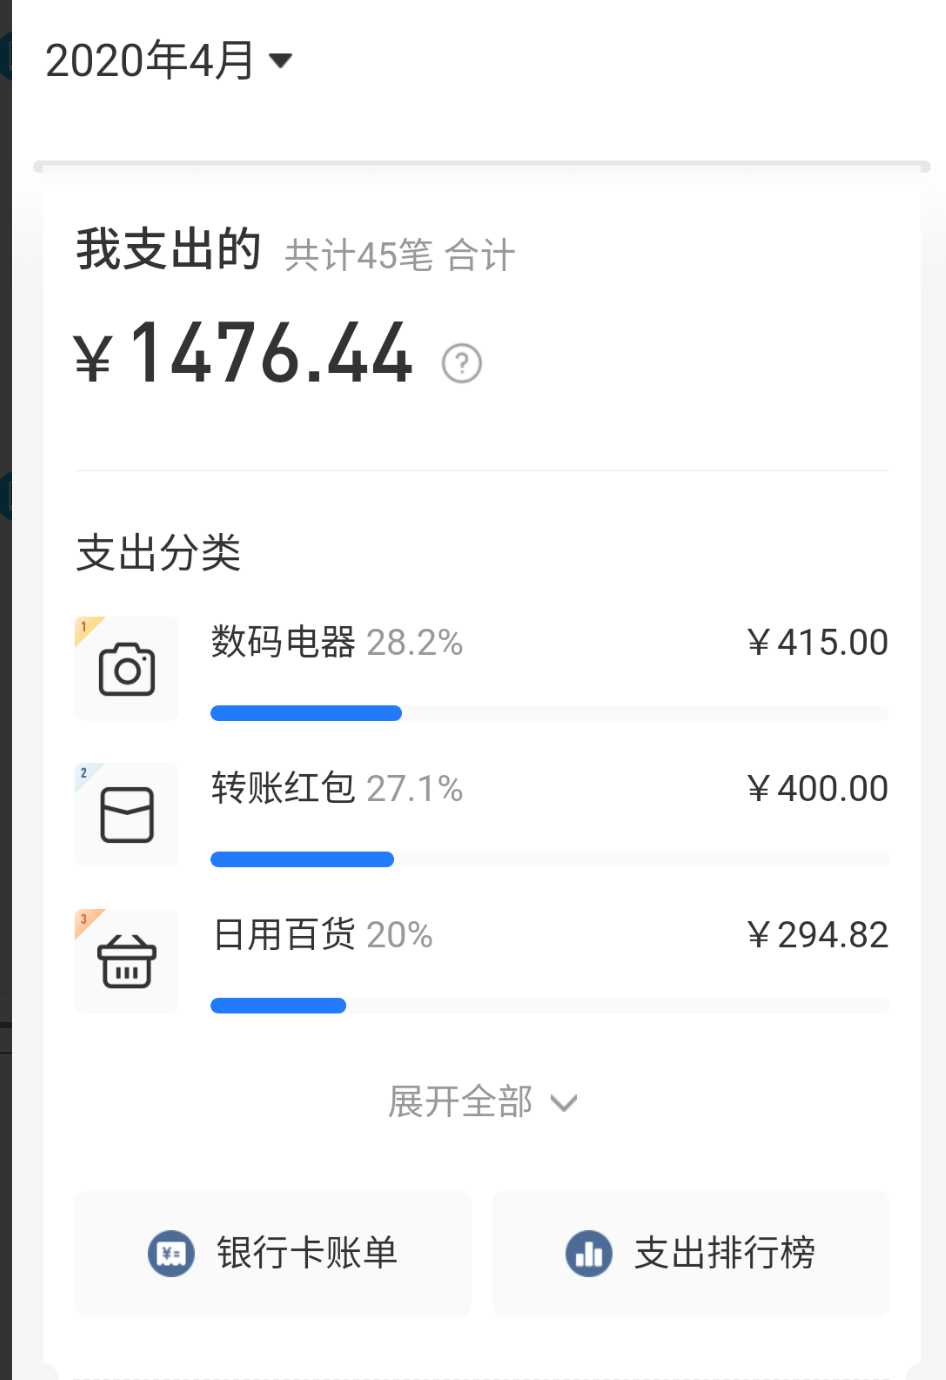 2020年4月
我支出的 共计45笔 合计
¥1476.44 ?
支出分类
1
数码电器 28.2% ¥415.00
2
转账红包 27.1% ¥400.00
3
日用百货 20% ¥294.82
展开全部
银行卡账单 支出排行榜